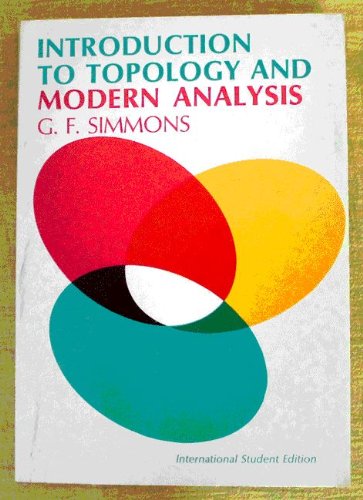 INTRODUCTION
TO TOPOLOGY AND
MODERN ANALYSIS
G. F. SIMMONS
International Student Edition